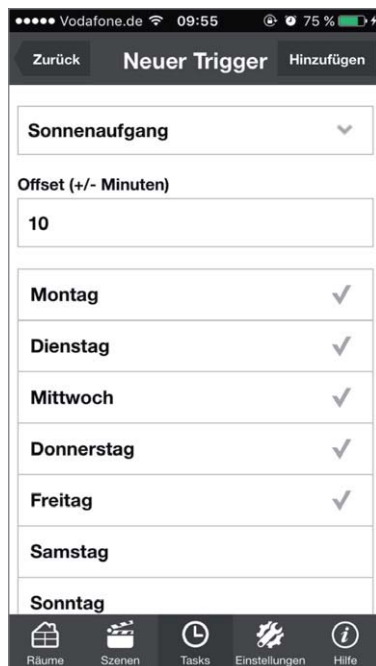 Vodafone.de 09:55 75 %
Zurück Neuer Trigger Hinzufügen
Sonnenaufgang
Offset (+/- Minuten)
10
Montag
Dienstag
Mittwoch
Donnerstag
Freitag
Samstag
Sonntag
Räume Szenen Tasks Einstellungen Hilfe